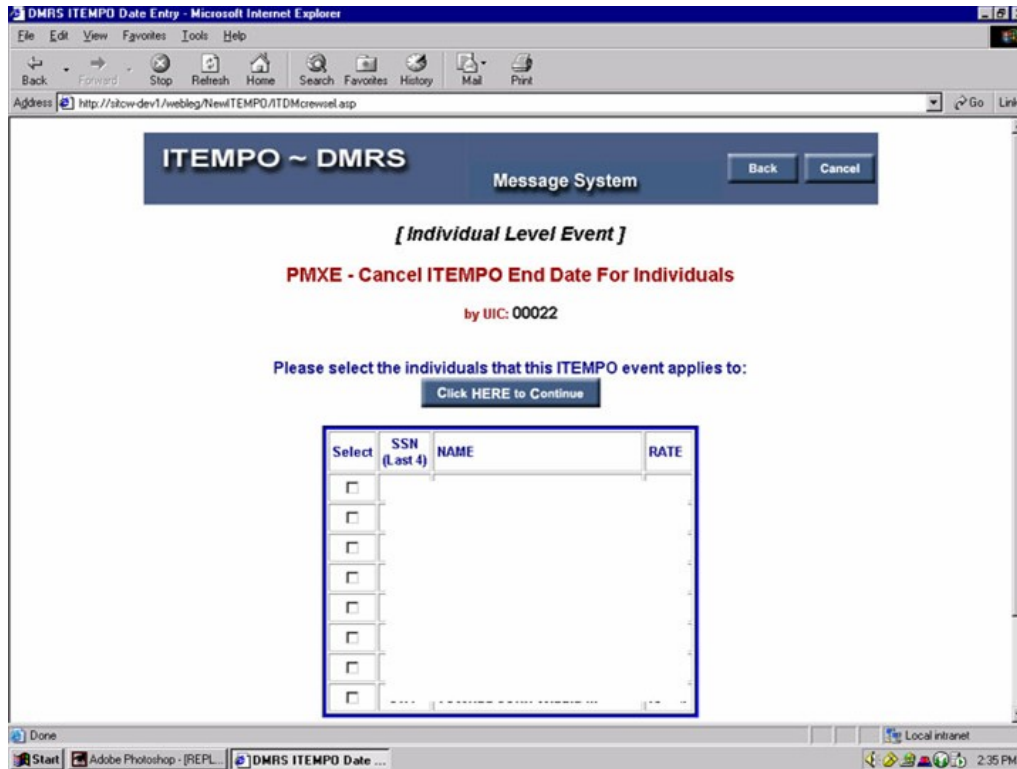 DMRS ITEMPO Date Entry - Microsoft Internet Explorer
File Edit View Favorites Tools Help
Back Forward Stop Refresh Home Search Favorites History Mail Print
Address http://sitcw-dev1/webleg/NewITEMPO/ITDMcrewsel.asp Go Link
ITEMPO ~ DMRS
Message System
Back Cancel
[ Individual Level Event ]
PMXE - Cancel ITEMPO End Date For Individuals
by UIC: 00022
Please select the individuals that this ITEMPO event applies to:
Click HERE to Continue
Select SSN (Last 4) NAME RATE
Done Local intranet
Start Adobe Photoshop - [REPL... DMRS ITEMPO Date ... 2:35 PM